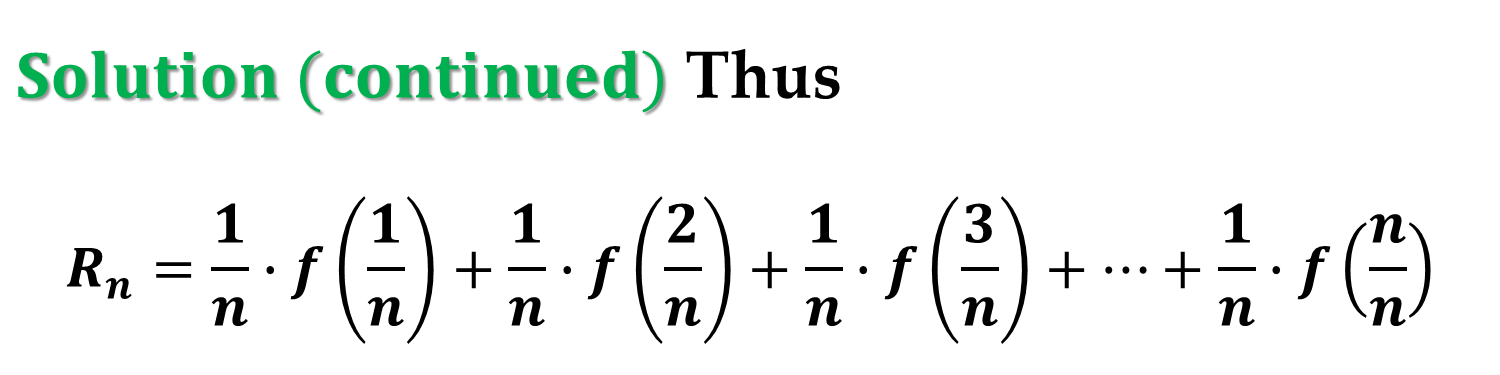 Solution (continued) Thus
Rₙ = 1/n · f(1/n) + 1/n · f(2/n) + 1/n · f(3/n) + ⋯ + 1/n · f(n/n)